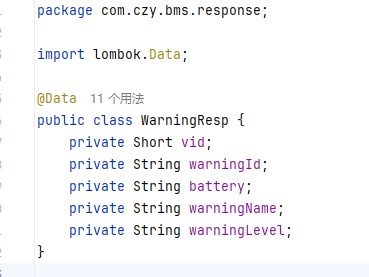 package com.czy.bms.response;
import lombok.Data;
@Data 11 个用法
public class WarningResp {
private Short vid;
private String warningId;
private String battery;
private String warningName;
private String warningLevel;
}